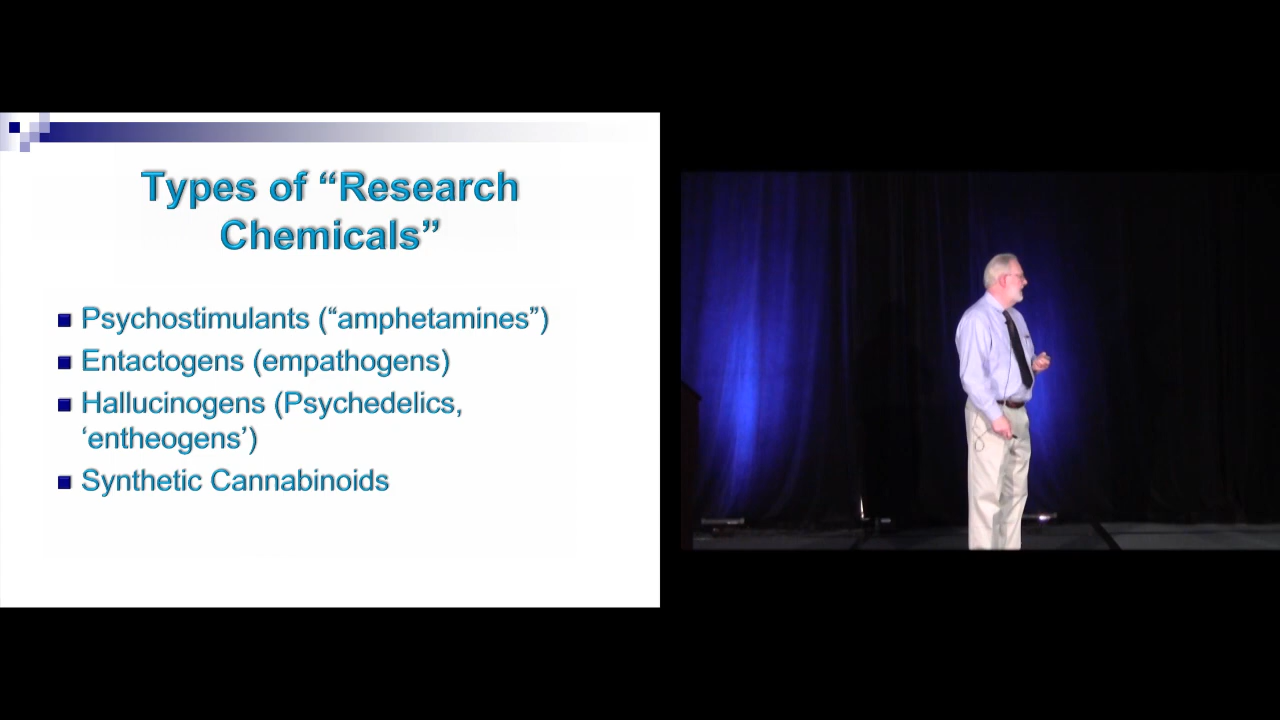 Types of “Research
Chemicals”
Psychostimulants (“amphetamines”)
Entactogens (empathogens)
Hallucinogens (Psychedelics,
‘entheogens’)
Synthetic Cannabinoids